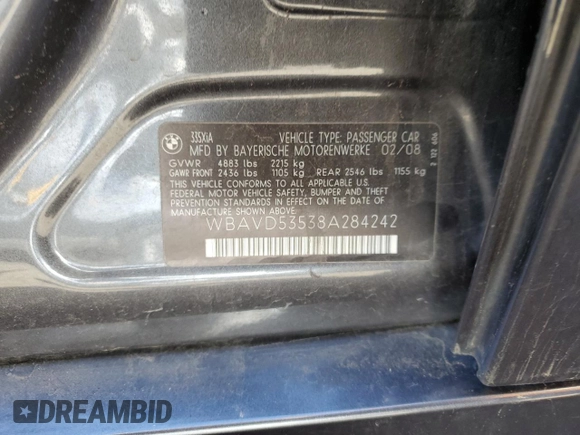 BMW
335XiA
VEHICLE TYPE: PASSENGER CAR
MFD BY BAYERISCHE MOTORENWERKE 02/08
GVWR 4883 lbs 2215 kg
GAWR FRONT 2436 lbs 1105 kg REAR 2546 lbs 1155 kg
THIS VEHICLE CONFORMS TO ALL APPLICABLE U.S.
FEDERAL MOTOR VEHICLE SAFETY, BUMPER AND THEFT
PREVENTION STANDARDS IN EFFECT ON THE DATE OF
MANUFACTURE SHOWN ABOVE.
WBAVD53538A284242
DREAMBID